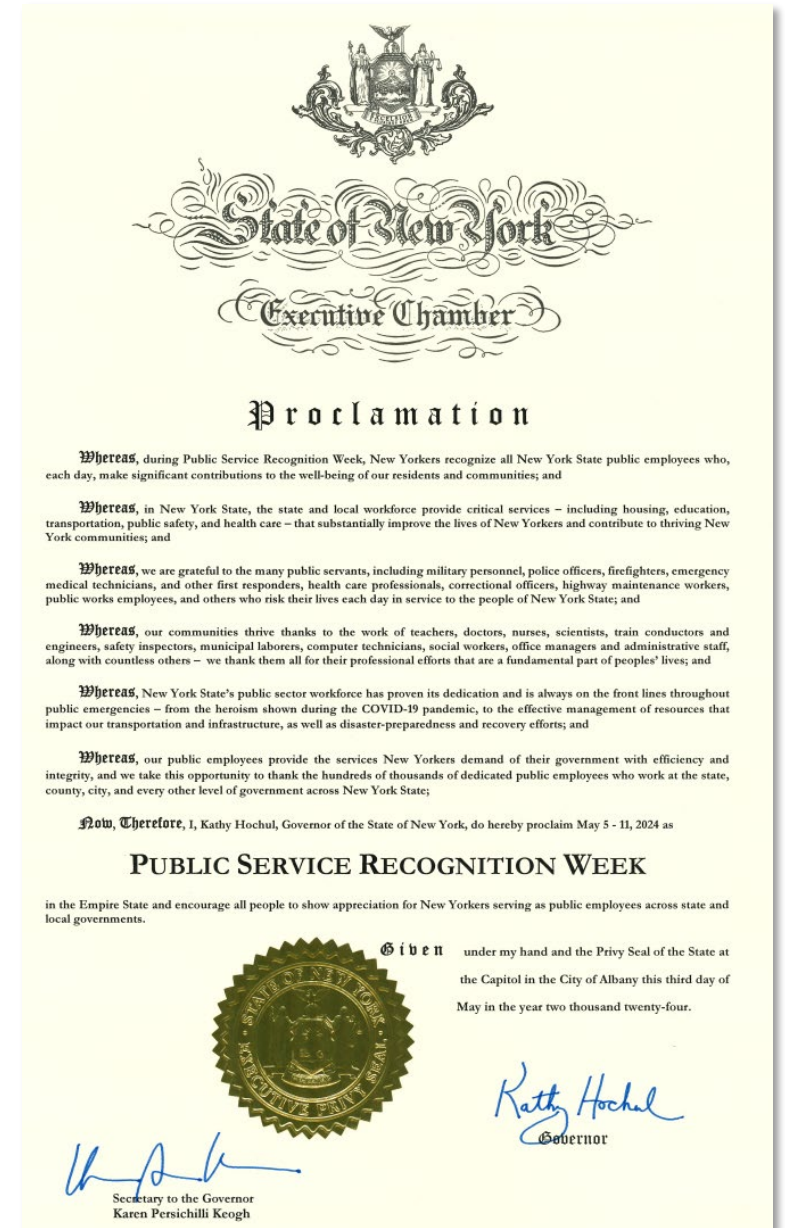 EXCELSIOR
State of New York
Executive Chamber
Proclamation
Whereas, during Public Service Recognition Week, New Yorkers recognize all New York State public employees who,
each day, make significant contributions to the well-being of our residents and communities; and
Whereas, in New York State, the state and local workforce provide critical services – including housing, education,
transportation, public safety, and health care – that substantially improve the lives of New Yorkers and contribute to thriving New
York communities; and
Whereas, we are grateful to the many public servants, including military personnel, police officers, firefighters, emergency
medical technicians, and other first responders, health care professionals, correctional officers, highway maintenance workers,
public works employees, and others who risk their lives each day in service to the people of New York State; and
Whereas, our communities thrive thanks to the work of teachers, doctors, nurses, scientists, train conductors and
engineers, safety inspectors, municipal laborers, computer technicians, social workers, office managers and administrative staff,
along with countless others – we thank them all for their professional efforts that are a fundamental part of peoples' lives; and
Whereas, New York State's public sector workforce has proven its dedication and is always on the front lines throughout
public emergencies – from the heroism shown during the COVID-19 pandemic, to the effective management of resources that
impact our transportation and infrastructure, as well as disaster-preparedness and recovery efforts; and
Whereas, our public employees provide the services New Yorkers demand of their government with efficiency and
integrity, and we take this opportunity to thank the hundreds of thousands of dedicated public employees who work at the state,
county, city, and every other level of government across New York State;
Now, Therefore, I, Kathy Hochul, Governor of the State of New York, do hereby proclaim May 5 - 11, 2024 as
PUBLIC SERVICE RECOGNITION WEEK
in the Empire State and encourage all people to show appreciation for New Yorkers serving as public employees across state and
local governments.
Given under my hand and the Privy Seal of the State at
the Capitol in the City of Albany this third day of
May in the year two thousand twenty-four.
STATE OF NEW YORK
EXECUTIVE PRIVY SEAL
Kathy Hochul
Governor
Secretary to the Governor
Karen Persichilli Keogh